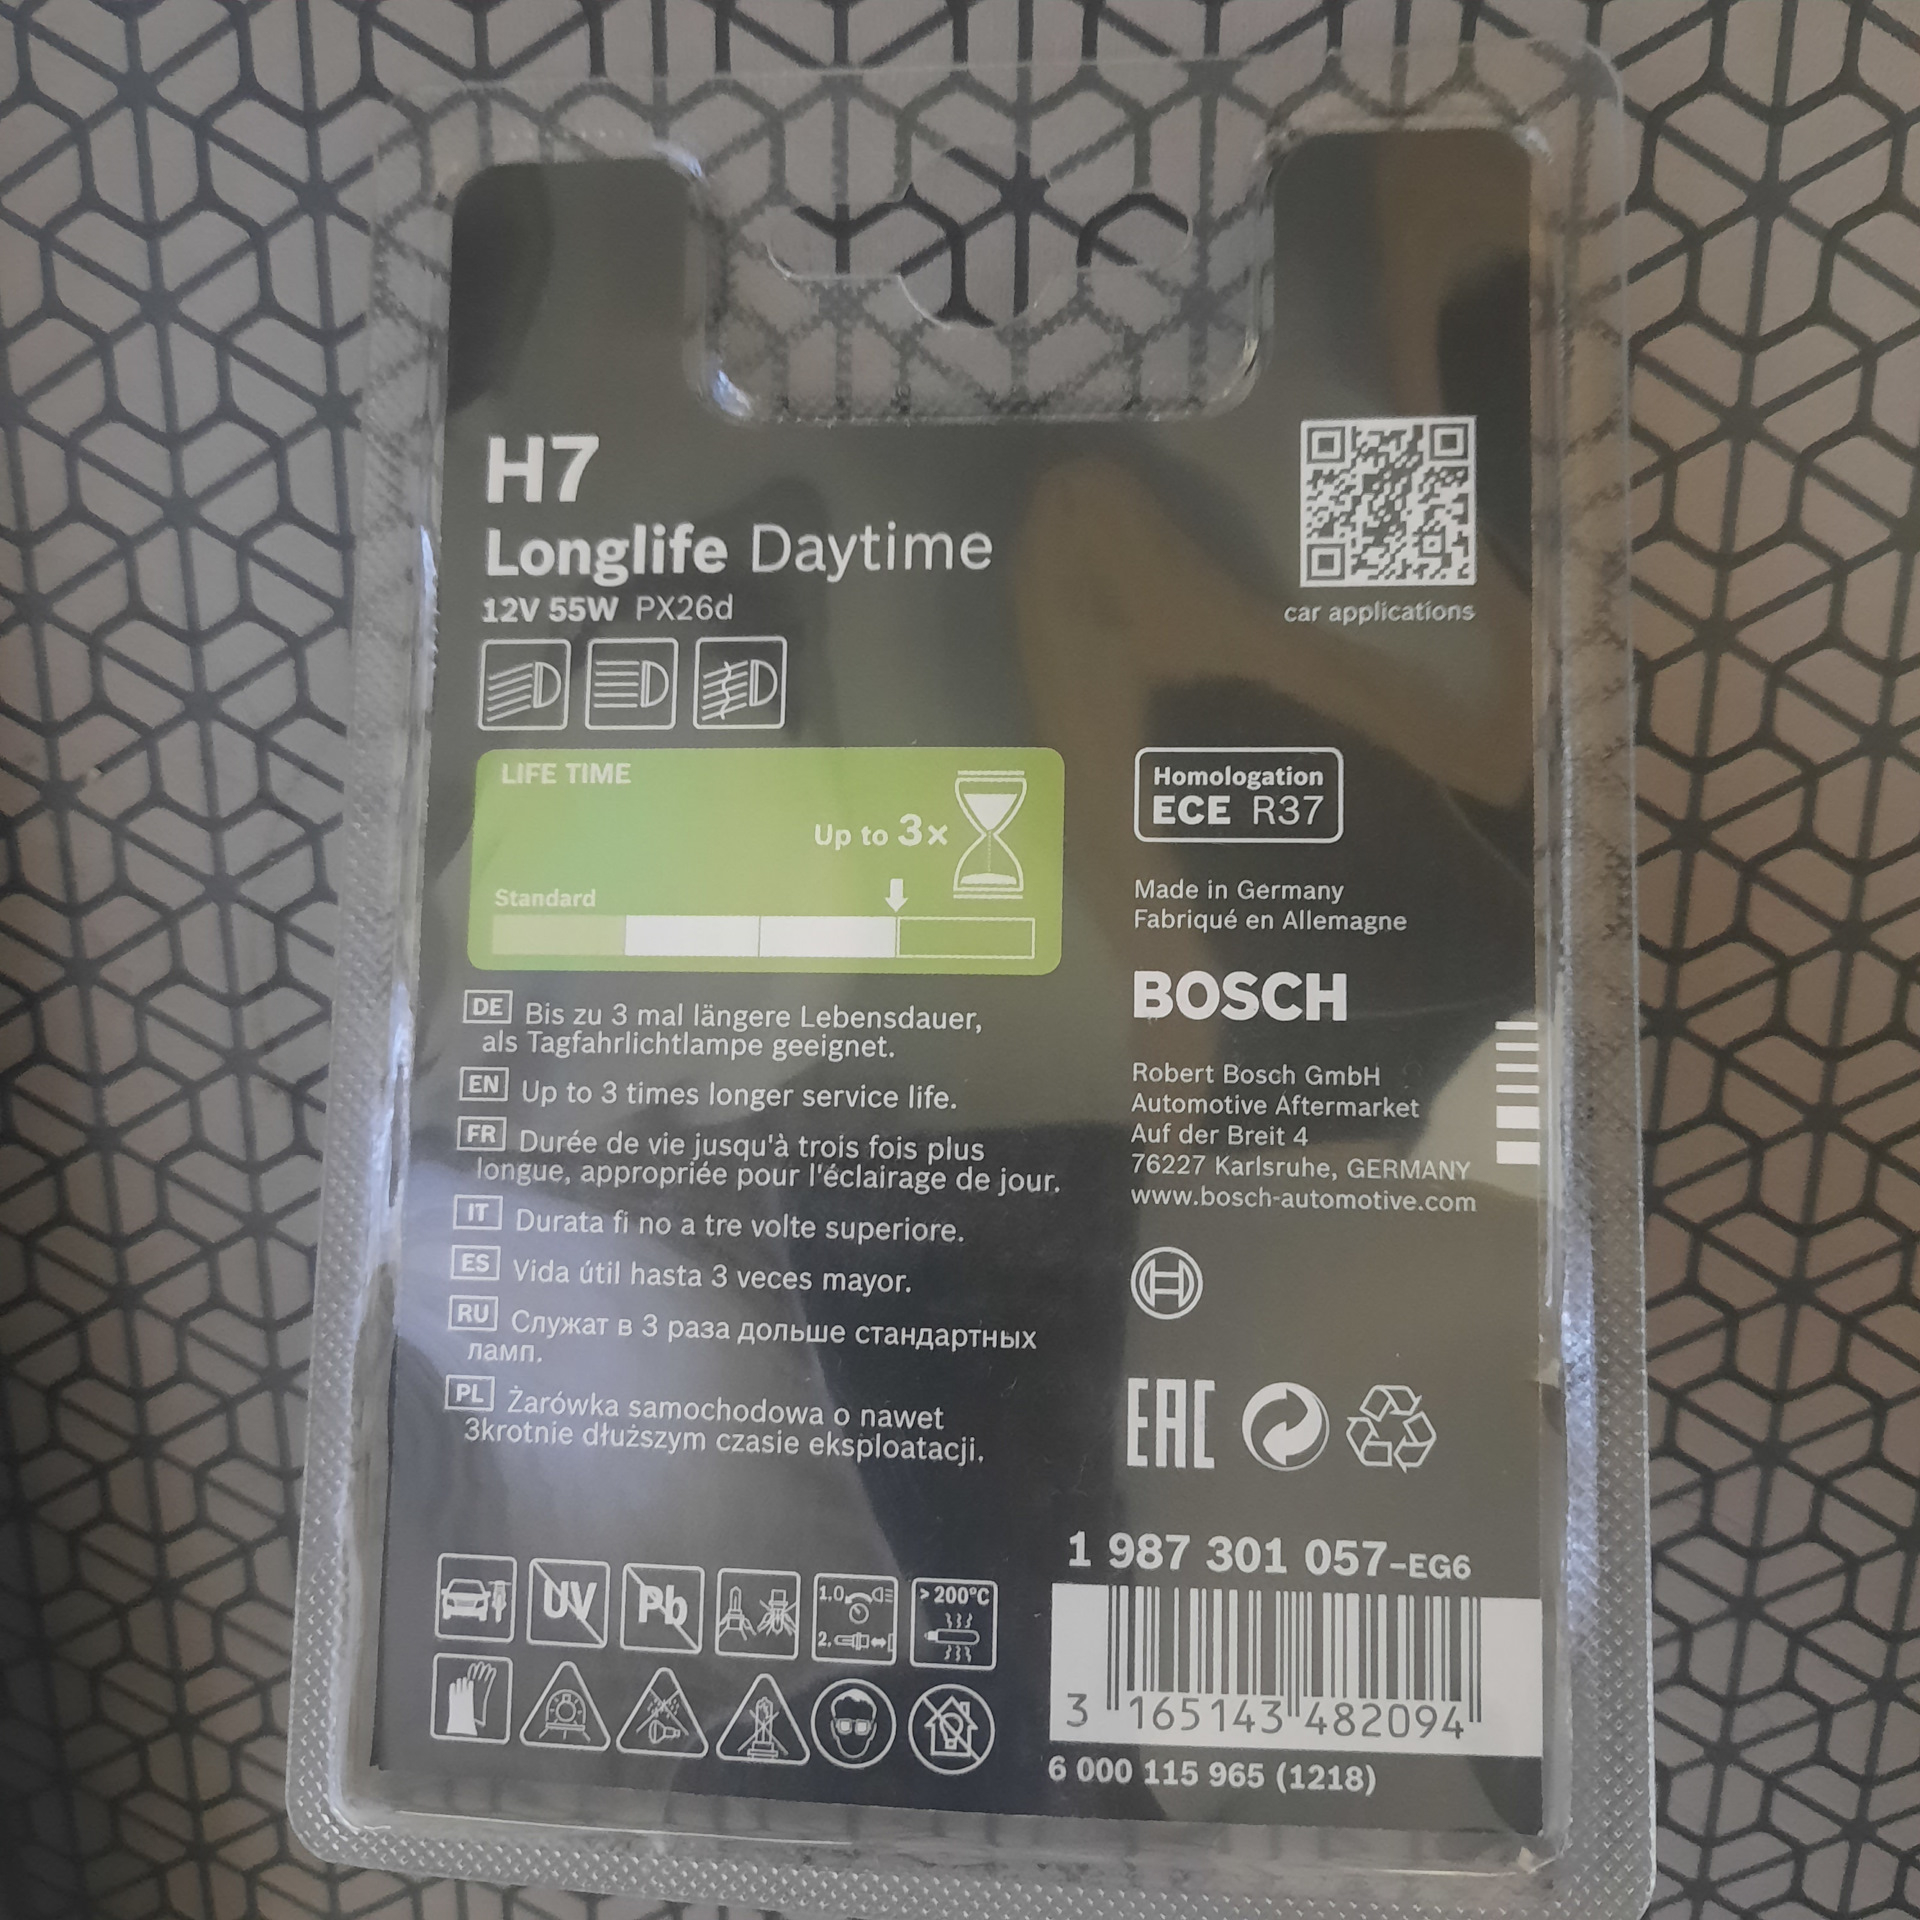 H7
Longlife Daytime
12V 55W PX26d
car applications
LIFE TIME
Up to 3x
Standard
DE Bis zu 3 mal längere Lebensdauer,
als Tagfahrlichtlampe geeignet.
EN Up to 3 times longer service life.
FR Durée de vie jusqu'à trois fois plus
longue, appropriée pour l'éclairage de jour.
IT Durata fi no a tre volte superiore.
ES Vida útil hasta 3 veces mayor.
RU Служат в 3 раза дольше стандартных
ламп.
PL Żarówka samochodowa o nawet
3krotnie dłuższym czasie eksploatacji.
UV
Pb
1.0
2.
> 200°C
Homologation
ECE R37
Made in Germany
Fabriqué en Allemagne
BOSCH
Robert Bosch GmbH
Automotive Aftermarket
Auf der Breit 4
76227 Karlsruhe, GERMANY
www.bosch-automotive.com
EAC
1 987 301 057-EG6
3 165143 482094
6 000 115 965 (1218)